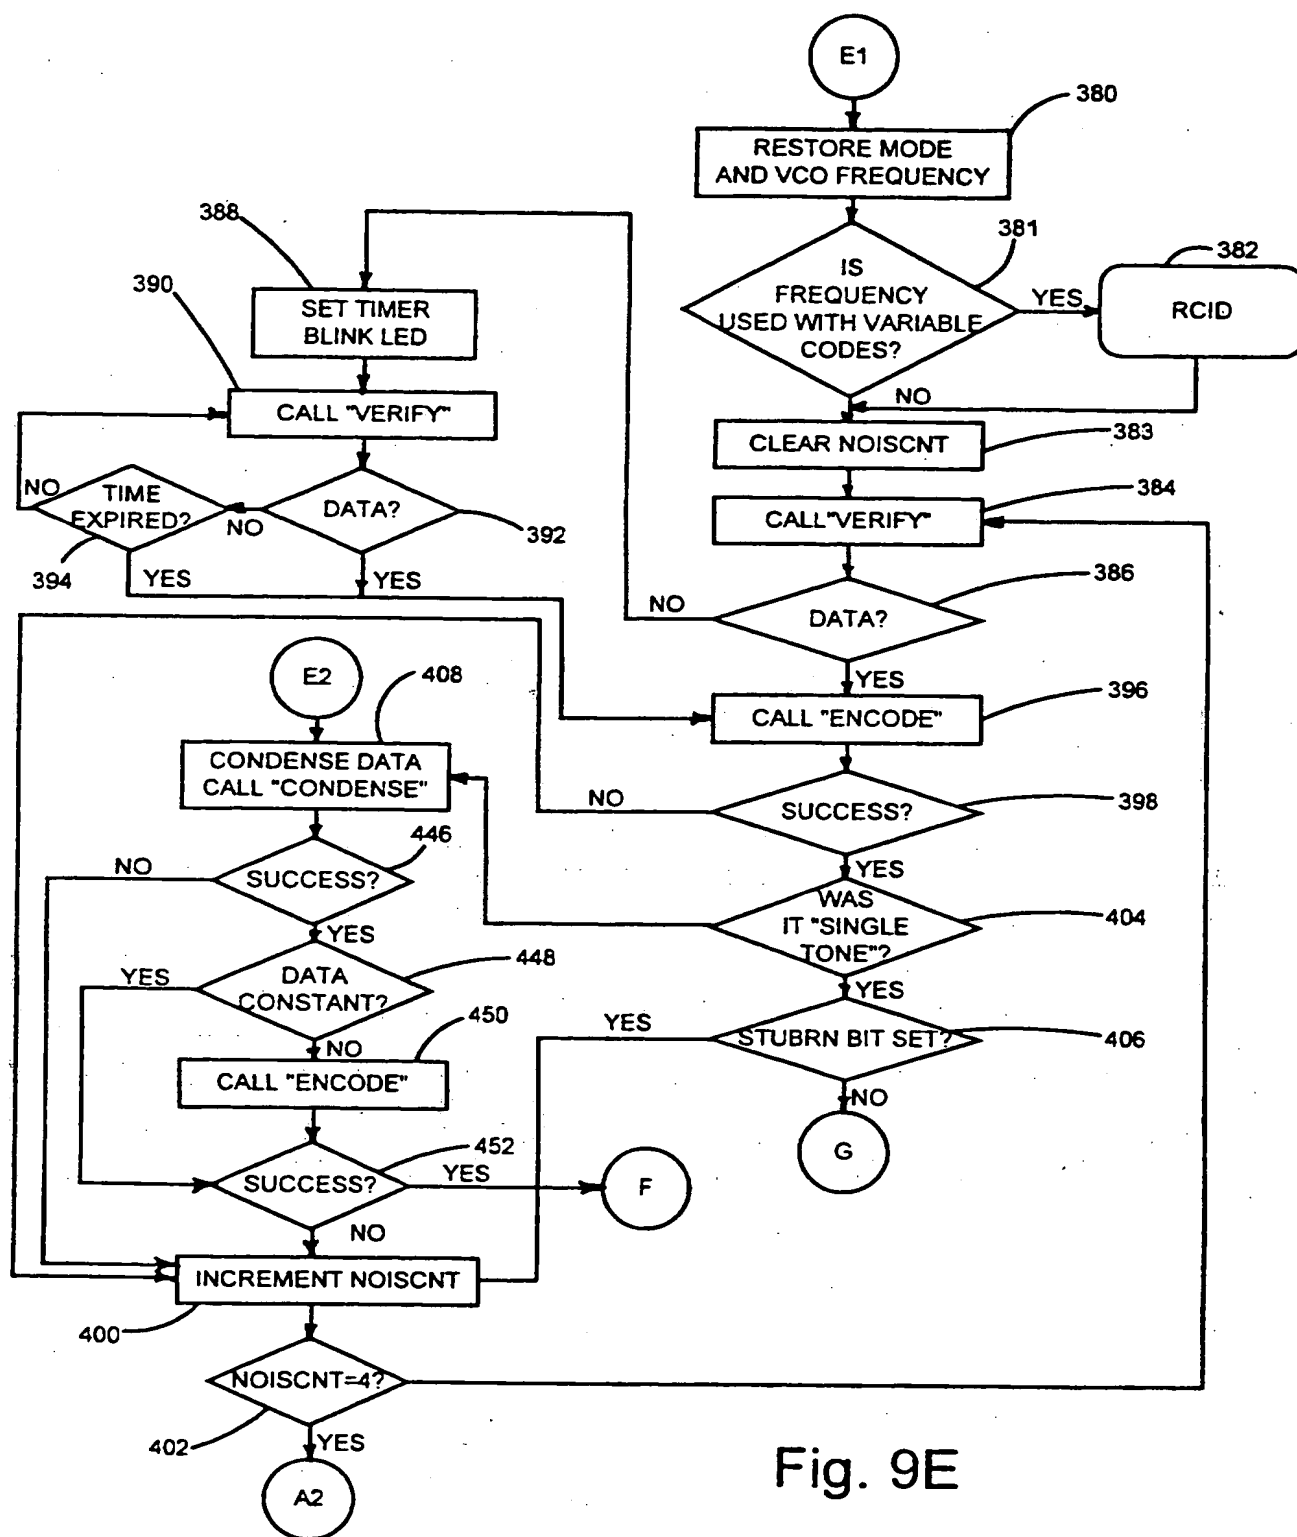 E1
380
RESTORE MODE
AND VCO FREQUENCY
381
IS
FREQUENCY
USED WITH VARIABLE
CODES?
YES
382
RCID
NO
388
SET TIMER
BLINK LED
390
CALL "VERIFY"
CLEAR NOISCNT
383
NO
TIME
EXPIRED?
NO
DATA?
392
394
YES
YES
384
CALL"VERIFY"
386
NO
DATA?
YES
396
CALL "ENCODE"
E2
408
CONDENSE DATA
CALL "CONDENSE"
NO
SUCCESS?
398
YES
446
NO
SUCCESS?
YES
WAS
IT "SINGLE
TONE"?
404
YES
448
YES
DATA
CONSTANT?
NO
450
CALL "ENCODE"
YES
STUBRN BIT SET?
406
NO
G
452
SUCCESS?
YES
F
NO
INCREMENT NOISCNT
400
NOISCNT=4?
402
YES
A2
Fig. 9E